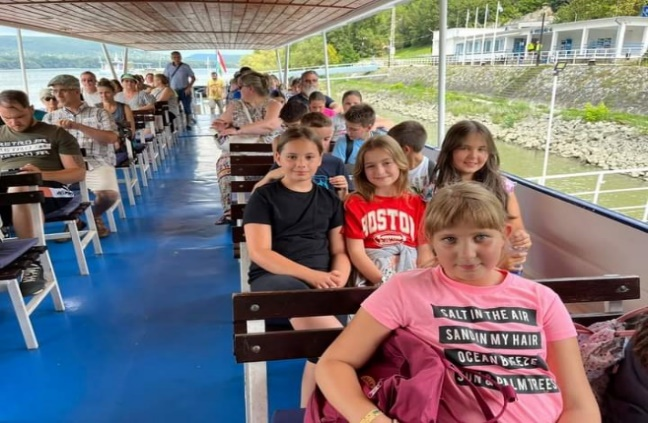 BOSTON
SALT IN THE AIR
SAND IN MY HAIR
OCEAN BREEZE
SUN & PALM TREES